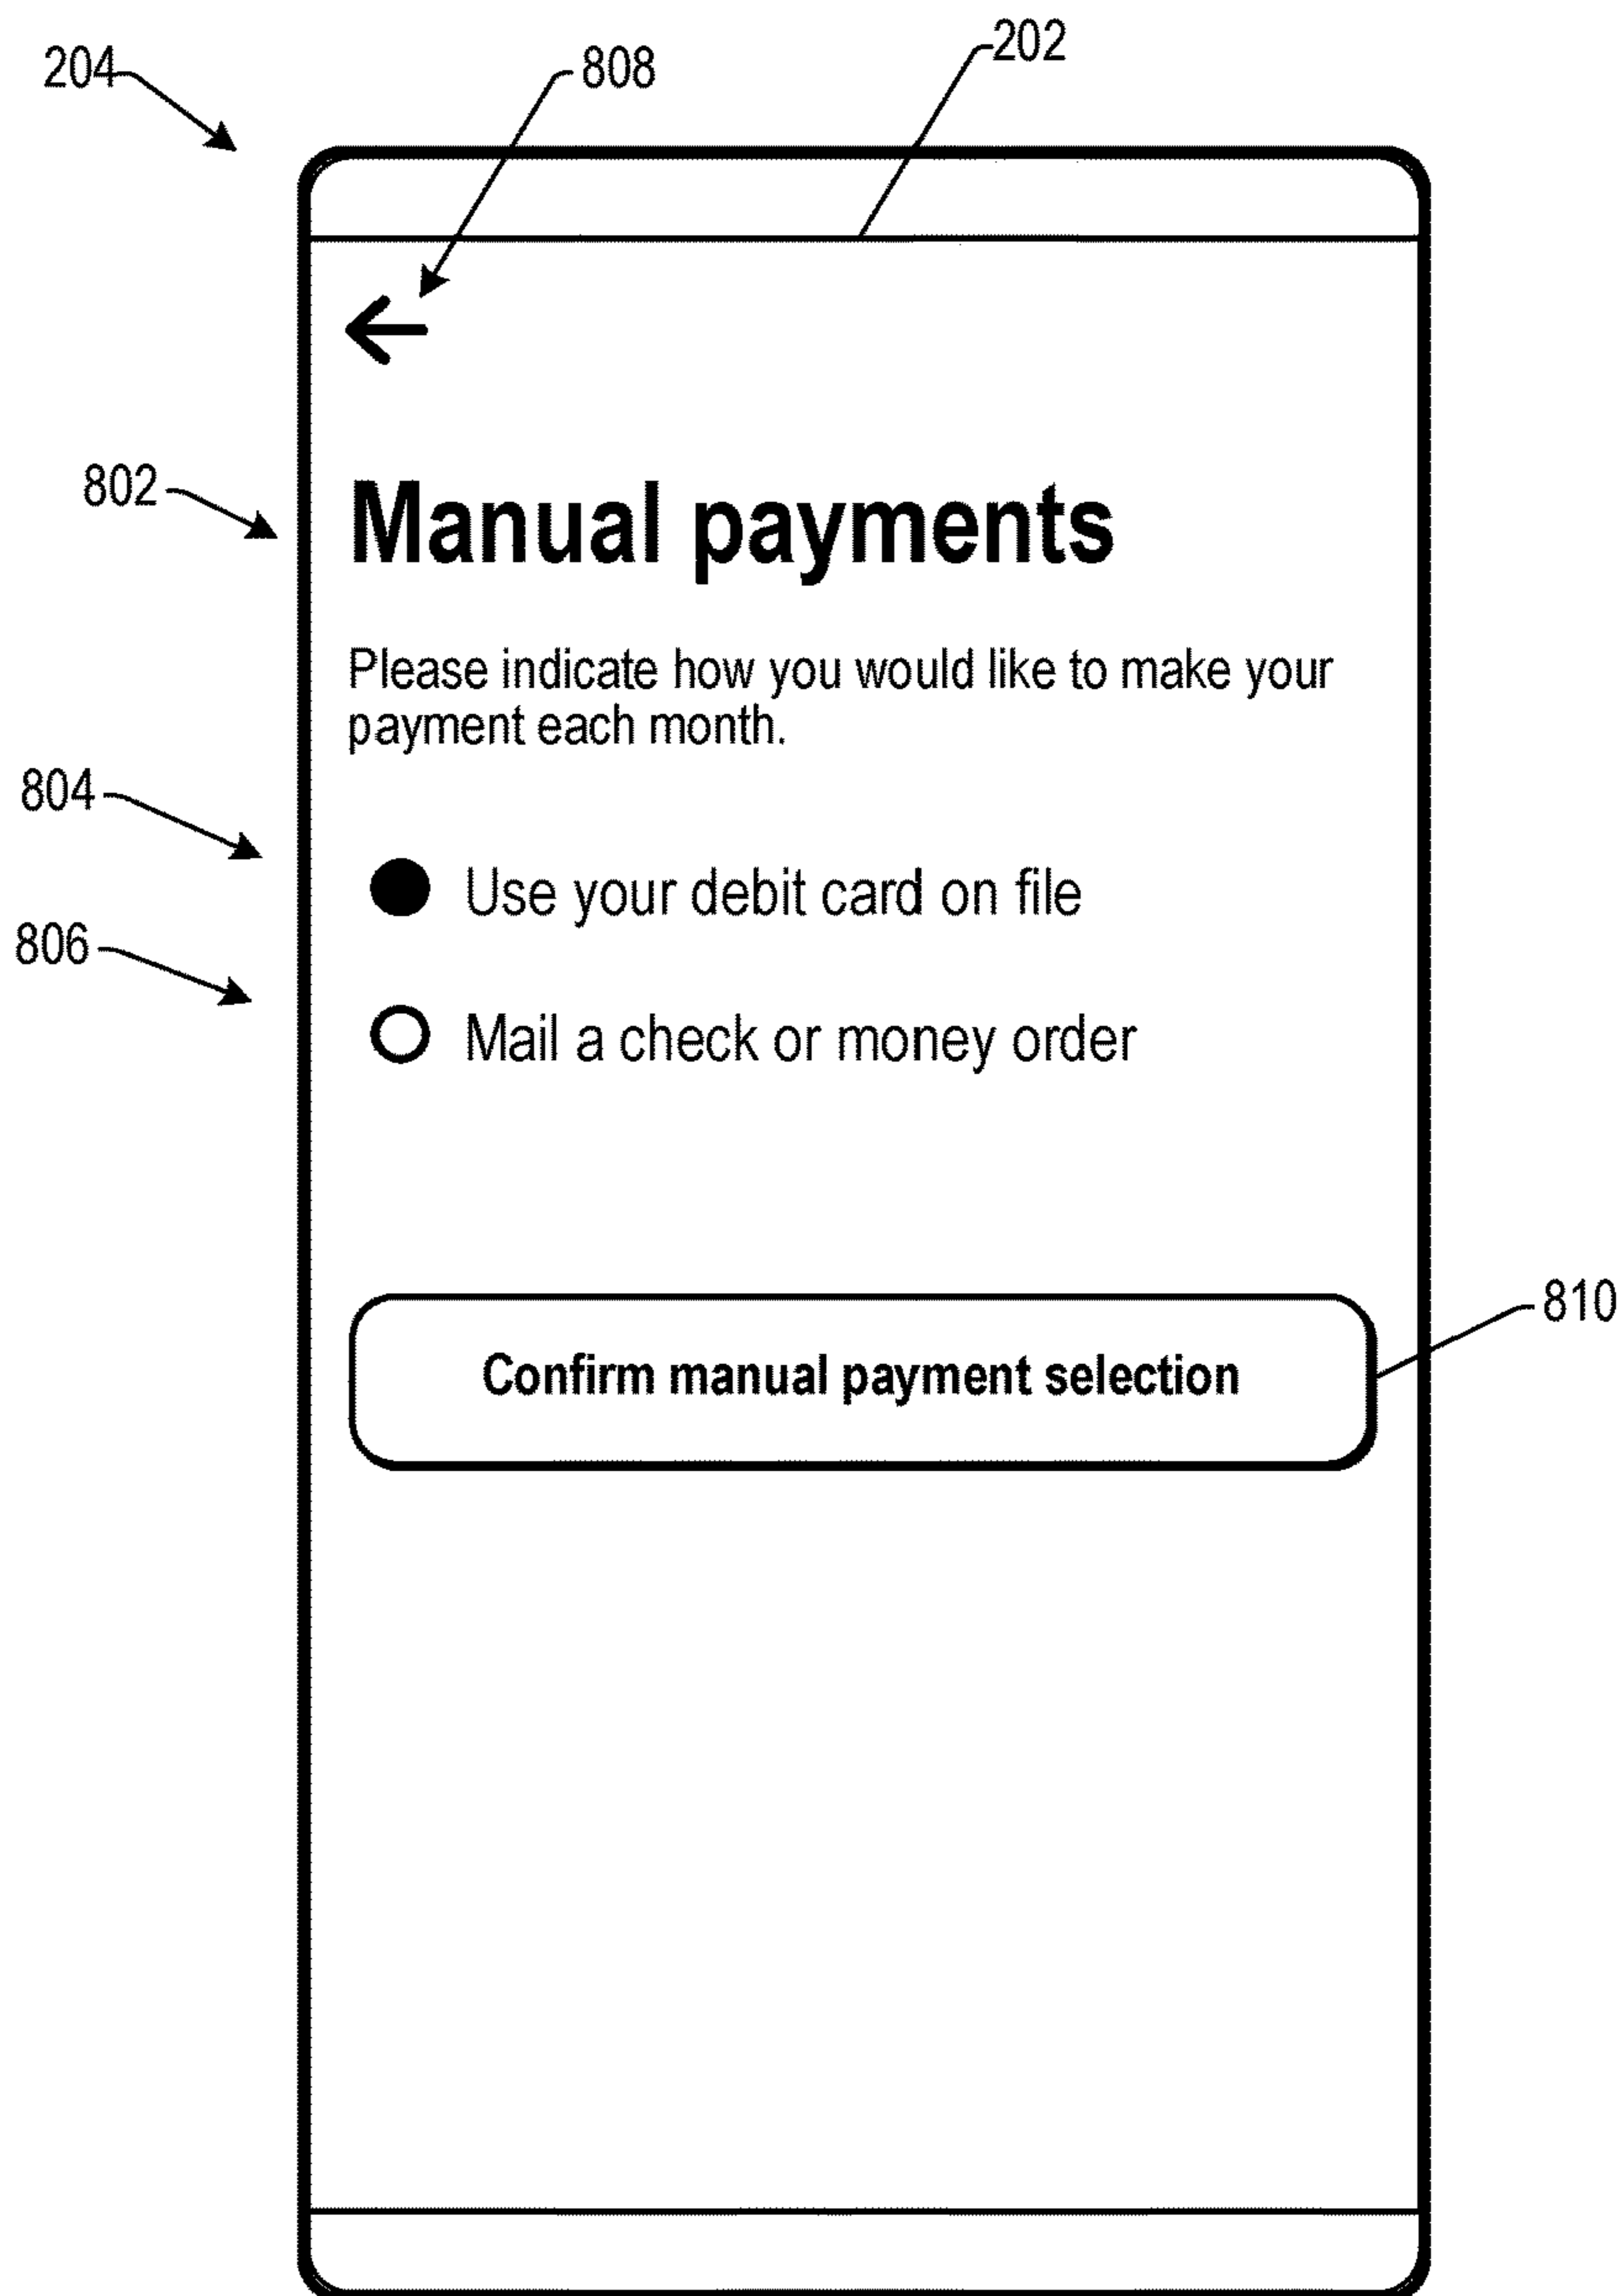 204
808
202
802
Manual payments
Please indicate how you would like to make your
payment each month.
804
Use your debit card on file
806
Mail a check or money order
810
Confirm manual payment selection